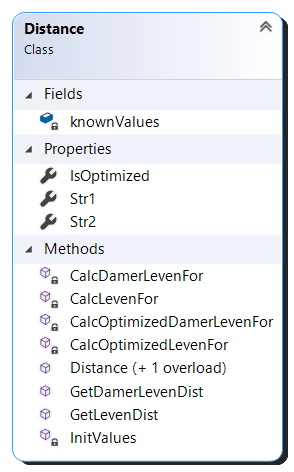 Distance
Class
Fields
knownValues
Properties
IsOptimized
Str1
Str2
Methods
CalcDamerLevenFor
CalcLevenFor
CalcOptimizedDamerLevenFor
CalcOptimizedLevenFor
Distance (+ 1 overload)
GetDamerLevenDist
GetLevenDist
InitValues